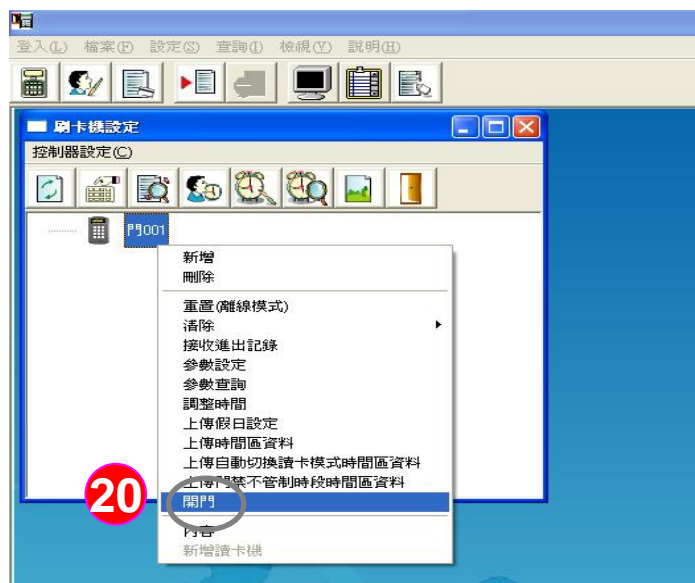 登入(L) 檔案(F) 設定(S) 查詢(I) 檢視(V) 說明(H)
刷卡機設定
控制器設定(C)
門001
新增
刪除
重置(離線模式)
清除
接收進出記錄
參數設定
參數查詢
調整時間
上傳假日設定
上傳時間區資料
上傳自動切換讀卡模式時間區資料
上傳門禁不管制時段時間區資料
20
開門
內容
新增讀卡機